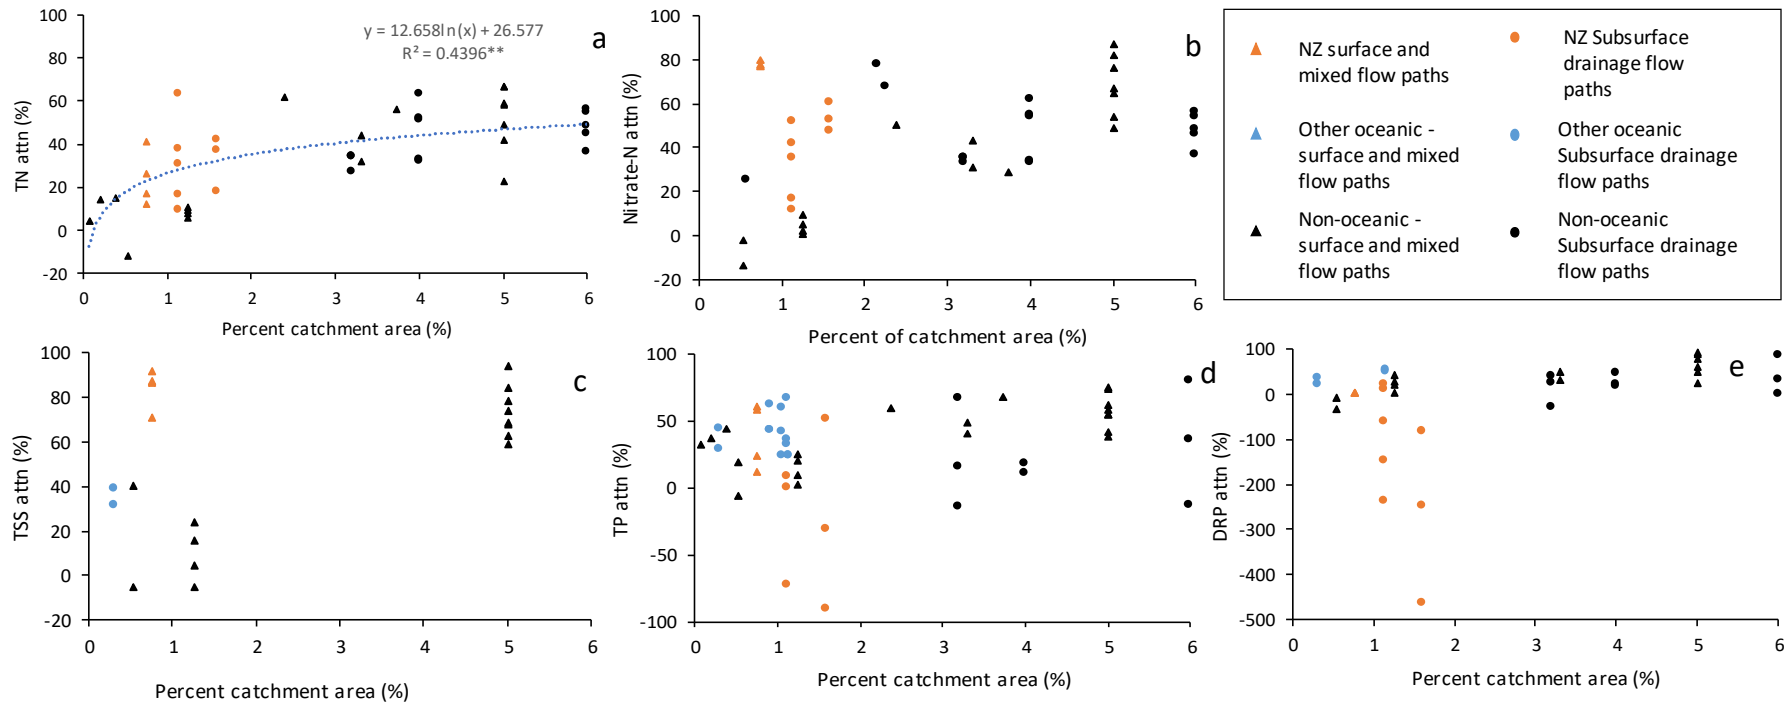 y = 12.658ln(x) + 26.577
R² = 0.4396**
a
TN attn (%)
120
100
80
60
40
20
0
-20
0 1 2 3 4 5 6
Percent catchment area (%)
b
Nitrate-N attn (%)
100
80
60
40
20
0
-20
0 1 2 3 4 5 6
Percent of catchment area (%)
NZ surface and
mixed flow paths
NZ Subsurface
drainage flow
paths
Other oceanic -
surface and mixed
flow paths
Other oceanic
Subsurface drainage
flow paths
Non-oceanic -
surface and mixed
flow paths
Non-oceanic
Subsurface drainage
flow paths
c
TSS attn (%)
100
80
60
40
20
0
-20
0 1 2 3 4 5 6
Percent catchment area (%)
d
TP attn (%)
100
50
0
-50
-100
0 1 2 3 4 5 6
Percent catchment area (%)
e
DRP attn (%)
100
0
-100
-200
-300
-400
-500
0 1 2 3 4 5 6
Percent catchment area (%)